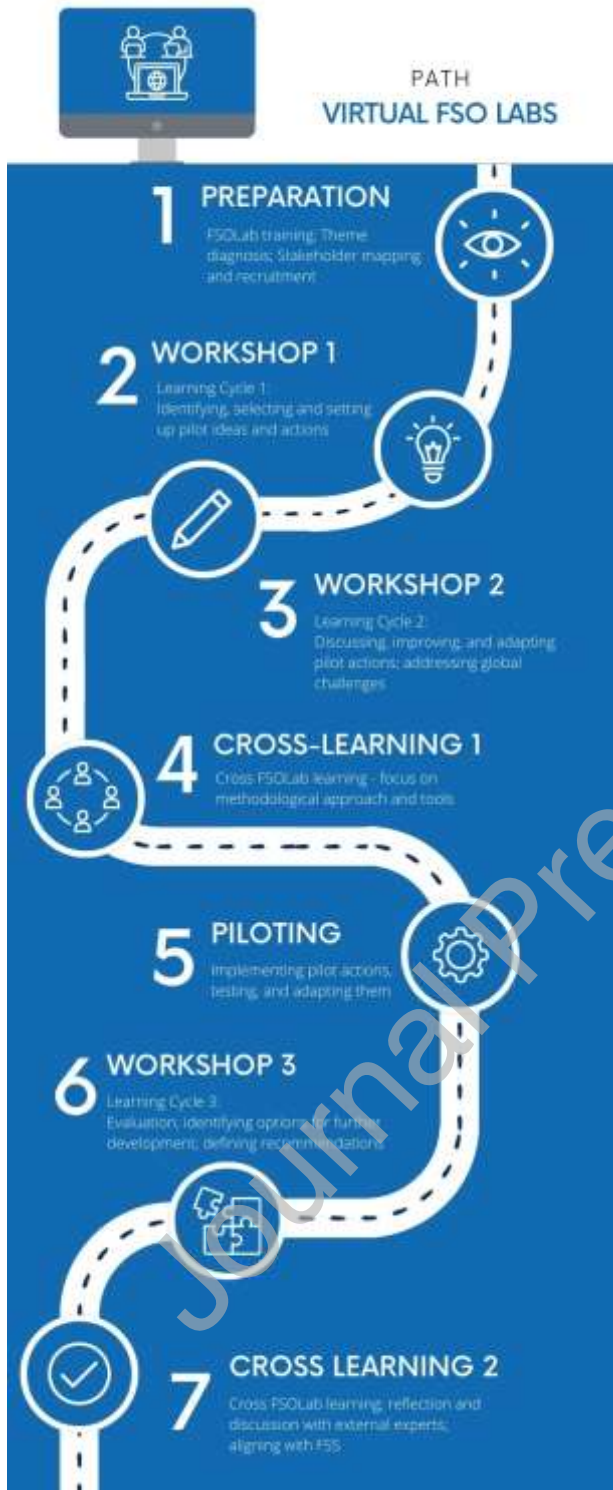 PATH
VIRTUAL FSO LABS
1 PREPARATION
FSOLab training; Theme
diagnosis; Stakeholder mapping
and recruitment
2 WORKSHOP 1
Learning Cycle 1:
Identifying, selecting and setting
up pilot ideas and actions
3 WORKSHOP 2
Learning Cycle 2:
Discussing, improving, and adapting
pilot actions; addressing global
challenges
4 CROSS-LEARNING 1
Cross FSOLab learning - focus on
methodological approach and tools
5 PILOTING
Implementing pilot actions,
testing, and adapting them
6 WORKSHOP 3
Learning Cycle 3:
Evaluation; identifying options for further
development; defining recommendations
7 CROSS LEARNING 2
Cross FSOLab learning, reflection and
discussion with external experts;
aligning with FSS
Journal Pre